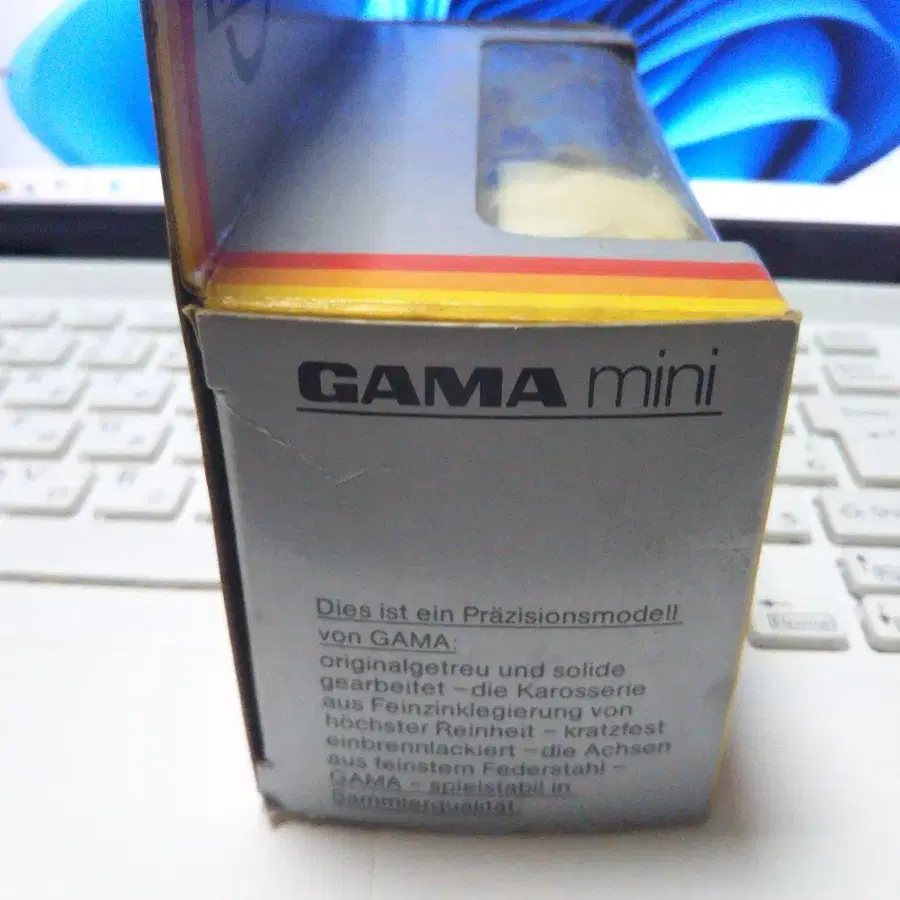 GAMA mini
Dies ist ein Präzisionsmodell
von GAMA:
originalgetreu und solide
gearbeitet – die Karosserie
aus Feinzinklegierung von
höchster Reinheit – kratzfest
einbrennlackiert – die Achsen
aus feinstem Federstahl –
GAMA – spielstabil in
Sammlerqualität.
Home